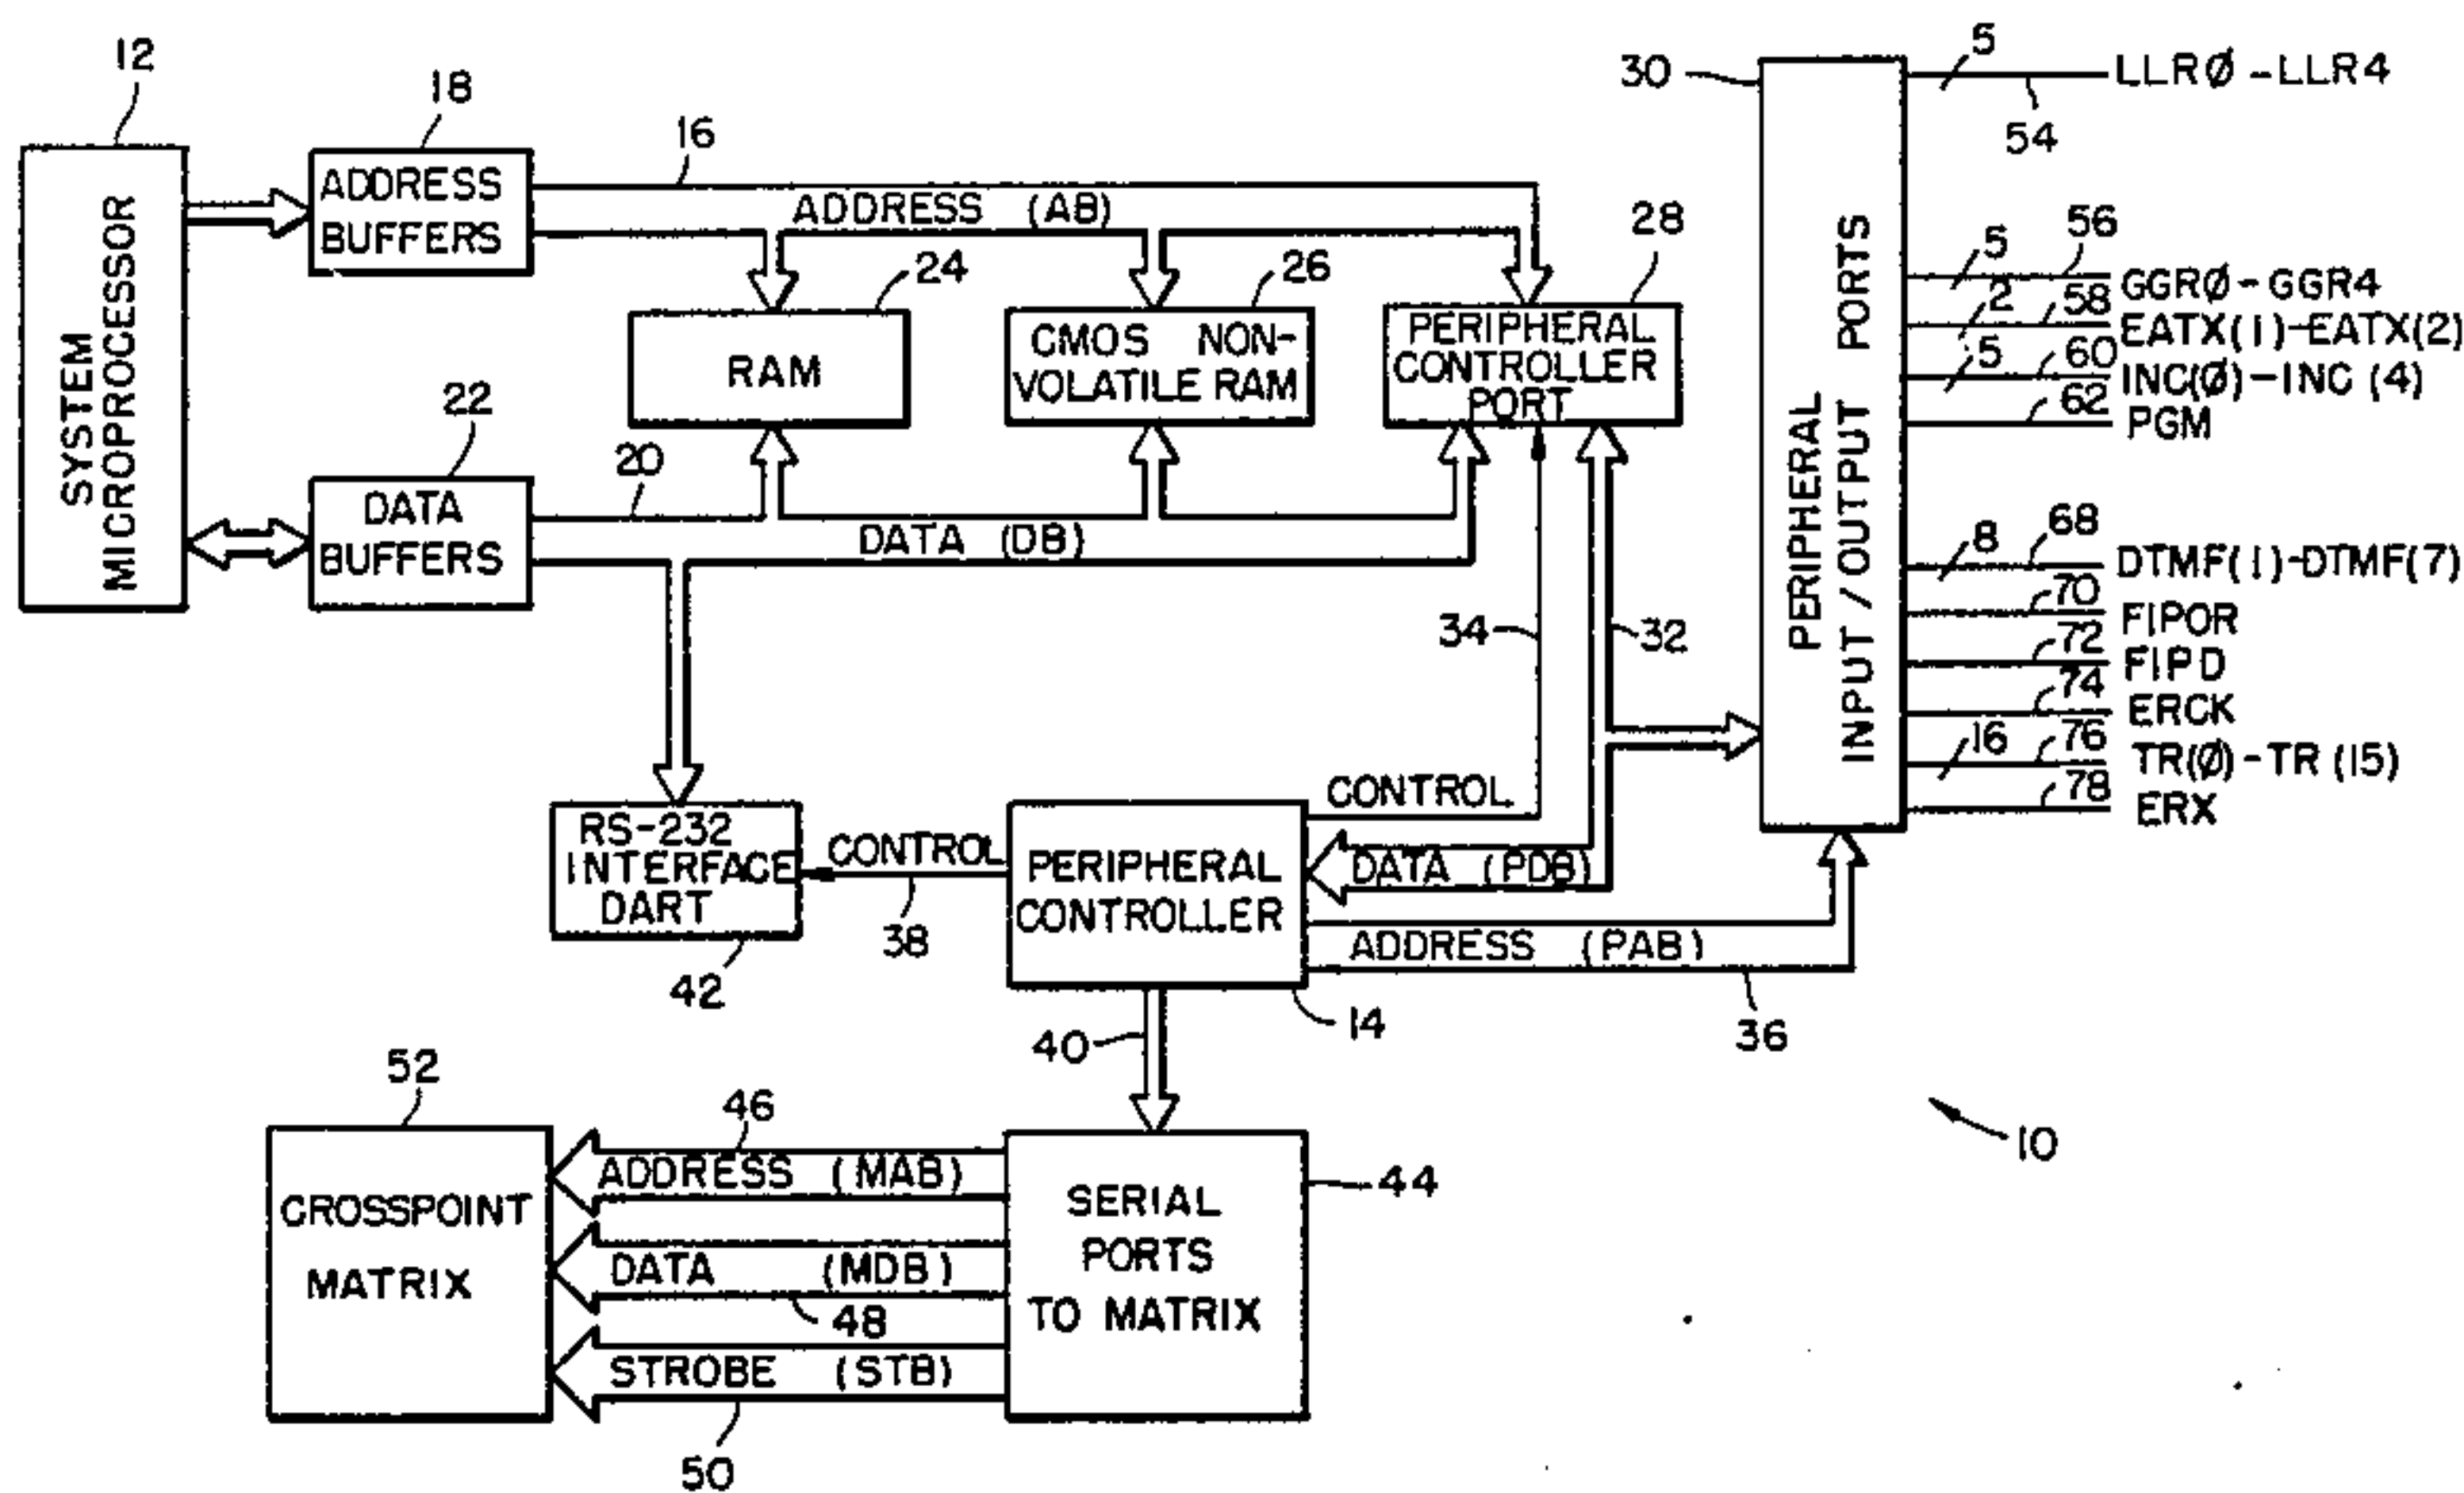 12
18
16
ADDRESS
BUFFERS
ADDRESS (AB)
SYSTEM
MICROPROCESSOR
24
RAM
26
CMOS NON-
VOLATILE RAM
28
PERIPHERAL
CONTROLLER
PORT
22
DATA
BUFFERS
20
DATA (DB)
34
32
30
PERIPHERAL
INPUT / OUTPUT PORTS
5
LLRØ - LLR4
54
5
56
GGRØ - GGR4
2
58
EATX(1)-EATX(2)
5
60
INC(Ø)-INC (4)
62
PGM
8
68
DTMF(1)-DTMF(7)
70
FIPOR
72
FIPD
74
ERCK
16
76
TR(Ø)-TR (15)
78
ERX
RS-232
INTERFACE
DART
42
CONTROL
38
PERIPHERAL
CONTROLLER
14
CONTROL
DATA (PDB)
ADDRESS (PAB)
36
40
10
52
CROSSPOINT
MATRIX
46
ADDRESS (MAB)
DATA (MDB)
48
STROBE (STB)
50
SERIAL
PORTS
TO MATRIX
44